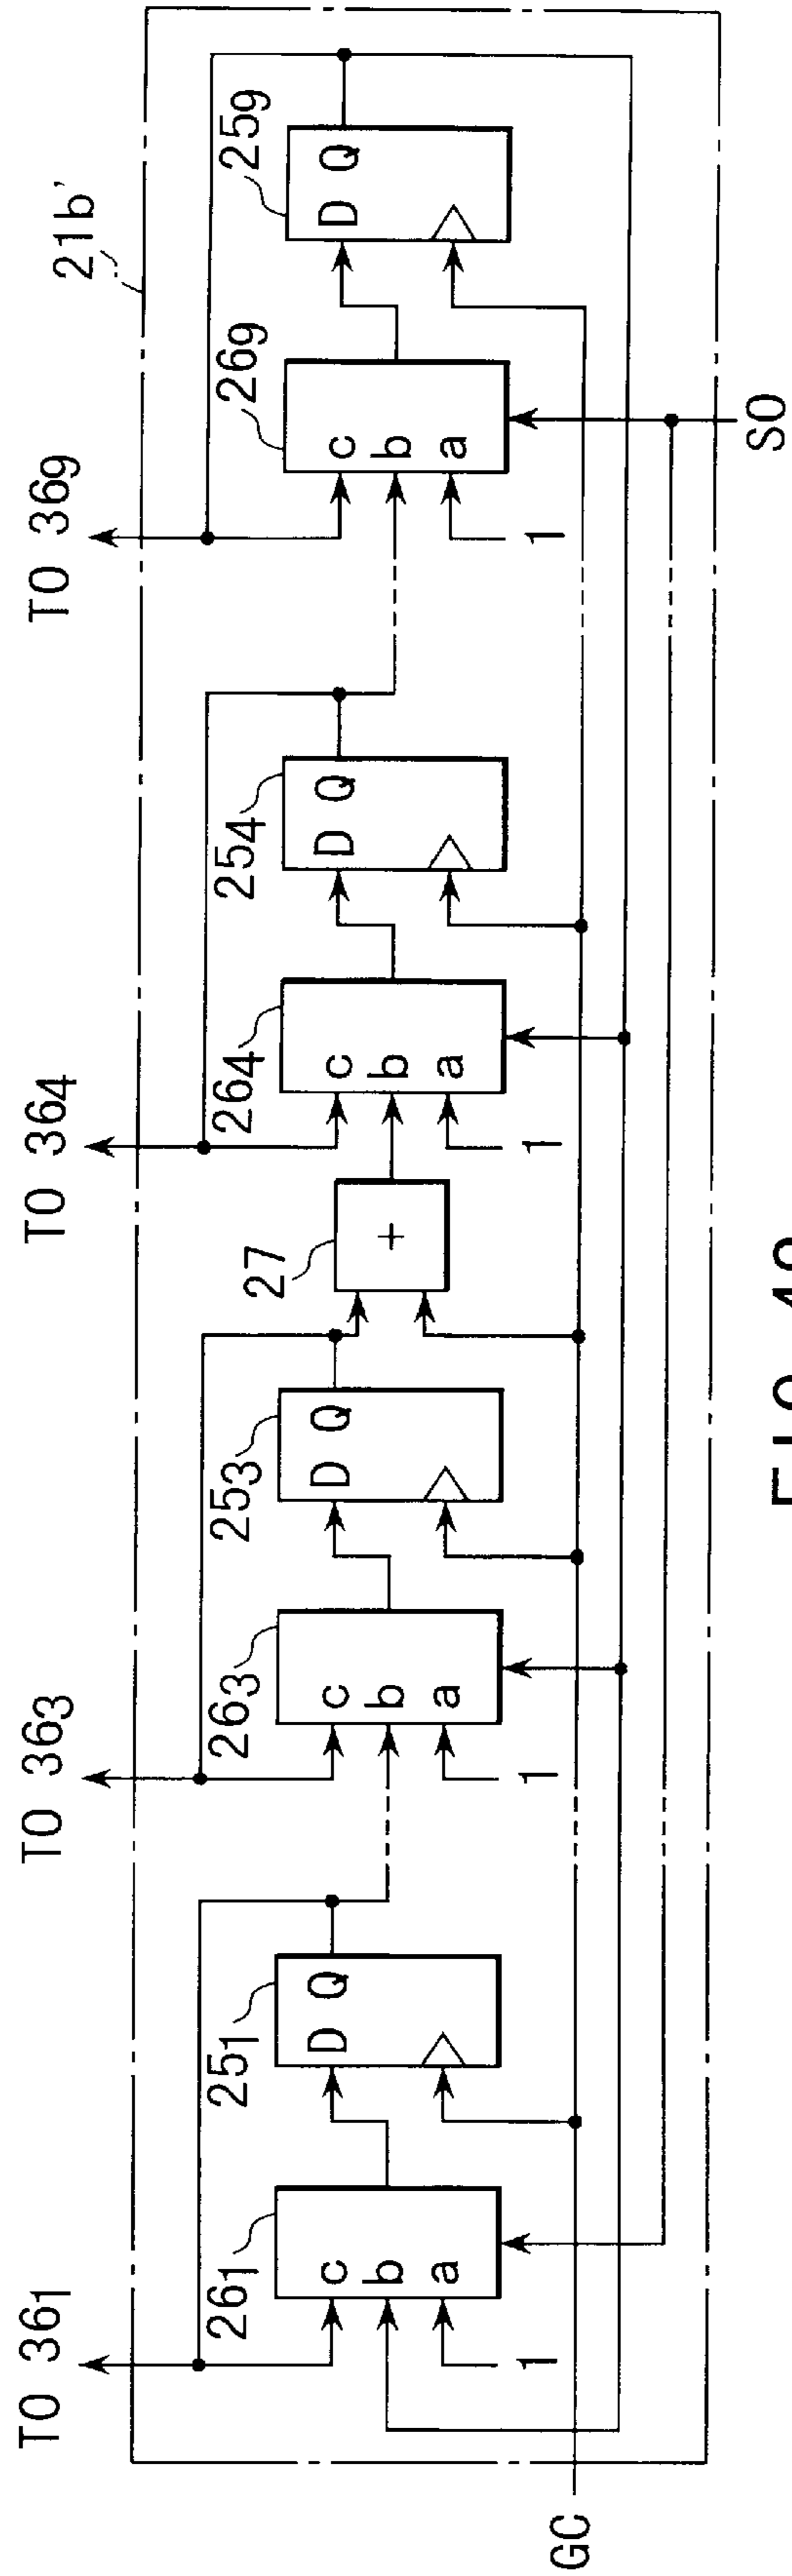 21b'
TO 36₁
TO 36₃
TO 36₄
TO 36₉
26₁
c
b
a
1
25₁
D Q
26₃
c
b
a
1
25₃
D Q
27
+
26₄
c
b
a
1
25₄
D Q
26₉
c
b
a
1
25₉
D Q
GC
SO